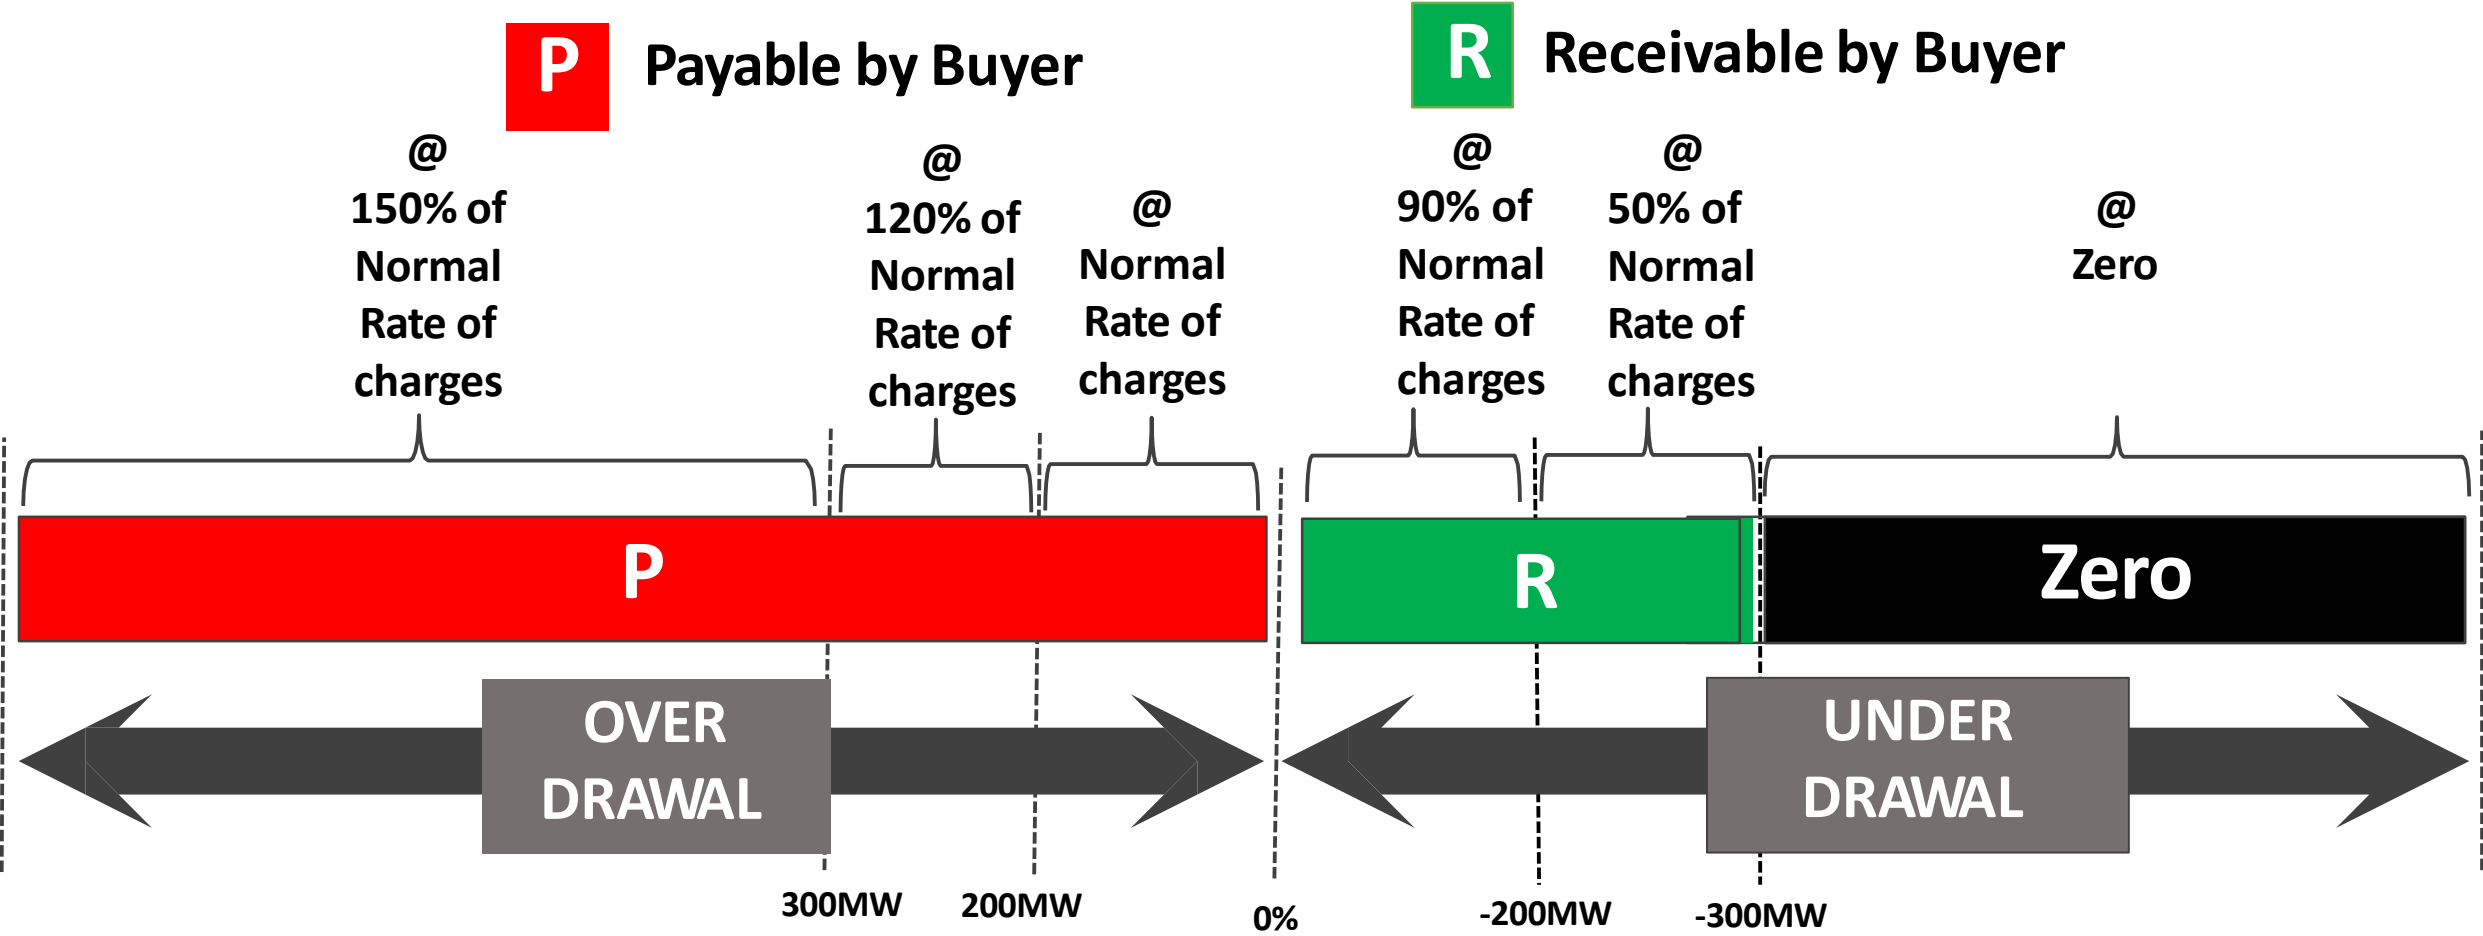 P Payable by Buyer
R Receivable by Buyer
@
150% of
Normal
Rate of
charges
@
120% of
Normal
Rate of
charges
@
Normal
Rate of
charges
@
90% of
Normal
Rate of
charges
@
50% of
Normal
Rate of
charges
@
Zero
P
R
Zero
OVER
DRAWAL
UNDER
DRAWAL
300MW
200MW
0%
-200MW
-300MW